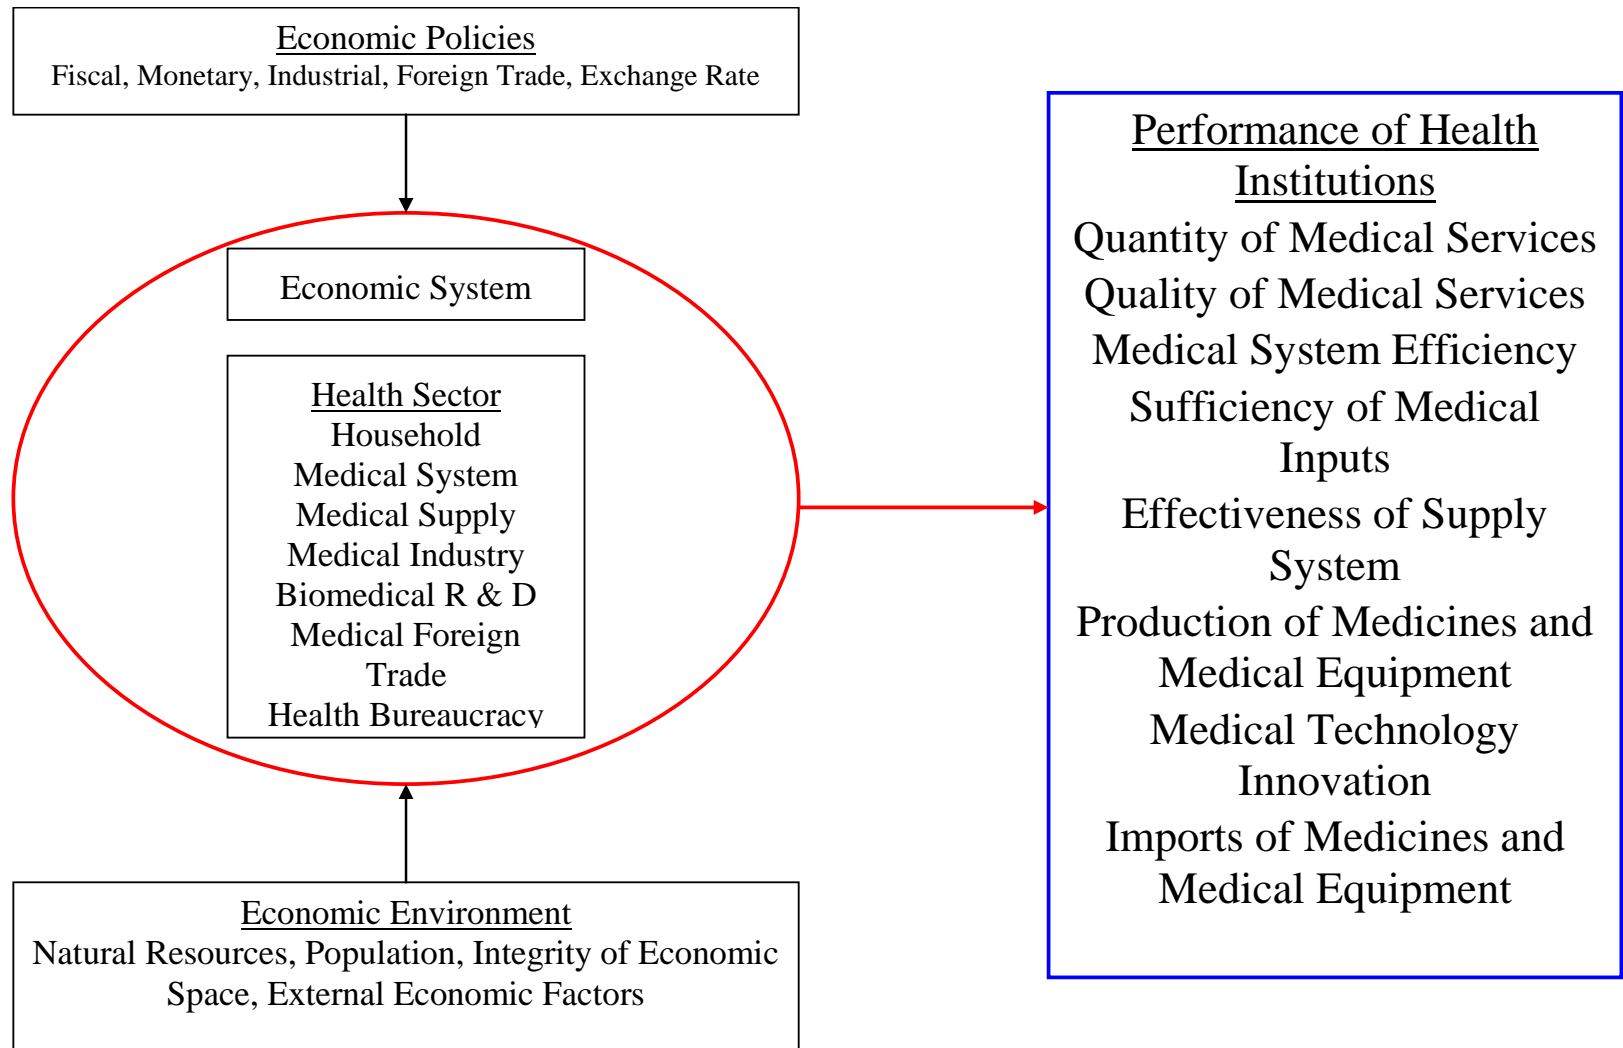 Economic Policies
Fiscal, Monetary, Industrial, Foreign Trade, Exchange Rate
Economic System
Health Sector
Household
Medical System
Medical Supply
Medical Industry
Biomedical R & D
Medical Foreign
Trade
Health Bureaucracy
Economic Environment
Natural Resources, Population, Integrity of Economic
Space, External Economic Factors
Performance of Health
Institutions
Quantity of Medical Services
Quality of Medical Services
Medical System Efficiency
Sufficiency of Medical
Inputs
Effectiveness of Supply
System
Production of Medicines and
Medical Equipment
Medical Technology
Innovation
Imports of Medicines and
Medical Equipment